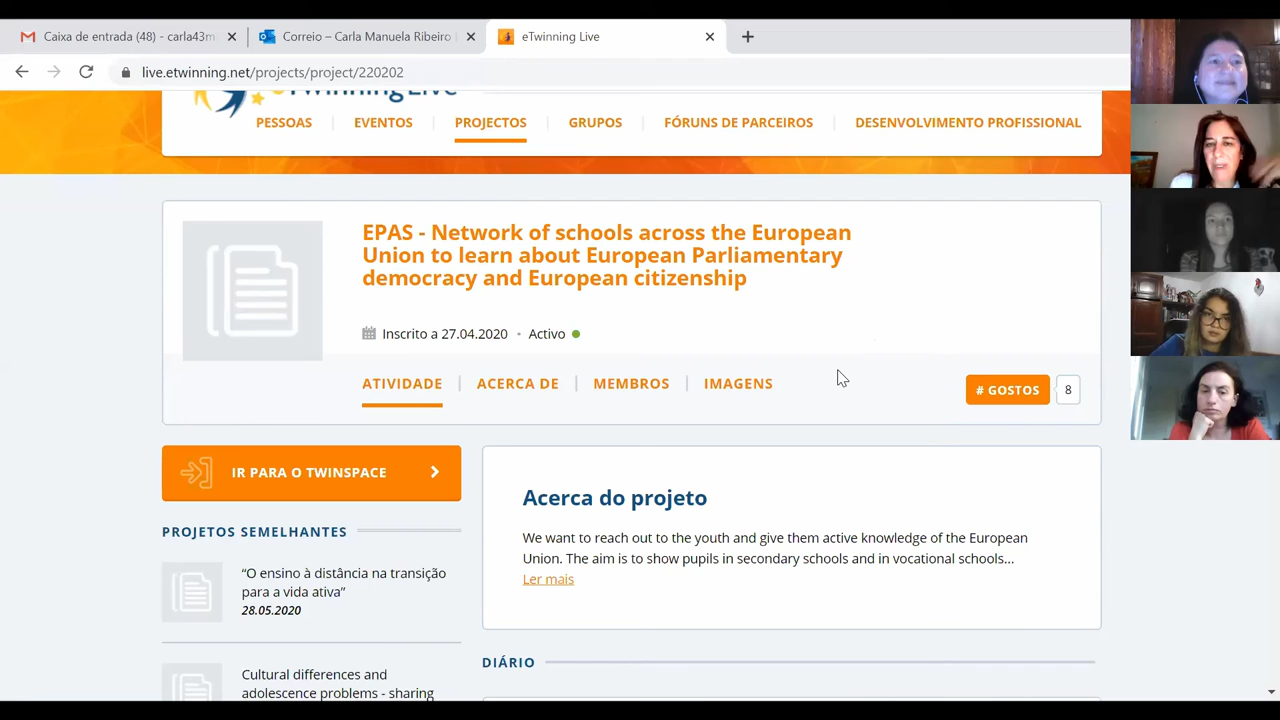 Caixa de entrada (48) - carla43m
Correio – Carla Manuela Ribeiro
eTwinning Live
live.etwinning.net/projects/project/220202
eTwinning Live
PESSOAS
EVENTOS
PROJECTOS
GRUPOS
FÓRUNS DE PARCEIROS
DESENVOLVIMENTO PROFISSIONAL
EPAS - Network of schools across the European
Union to learn about European Parliamentary
democracy and European citizenship
Inscrito a 27.04.2020 • Activo
ATIVIDADE
ACERCA DE
MEMBROS
IMAGENS
# GOSTOS
8
IR PARA O TWINSPACE
PROJETOS SEMELHANTES
“O ensino à distância na transição
para a vida ativa”
28.05.2020
Cultural differences and
adolescence problems - sharing
Acerca do projeto
We want to reach out to the youth and give them active knowledge of the European
Union. The aim is to show pupils in secondary schools and in vocational schools...
Ler mais
DIÁRIO